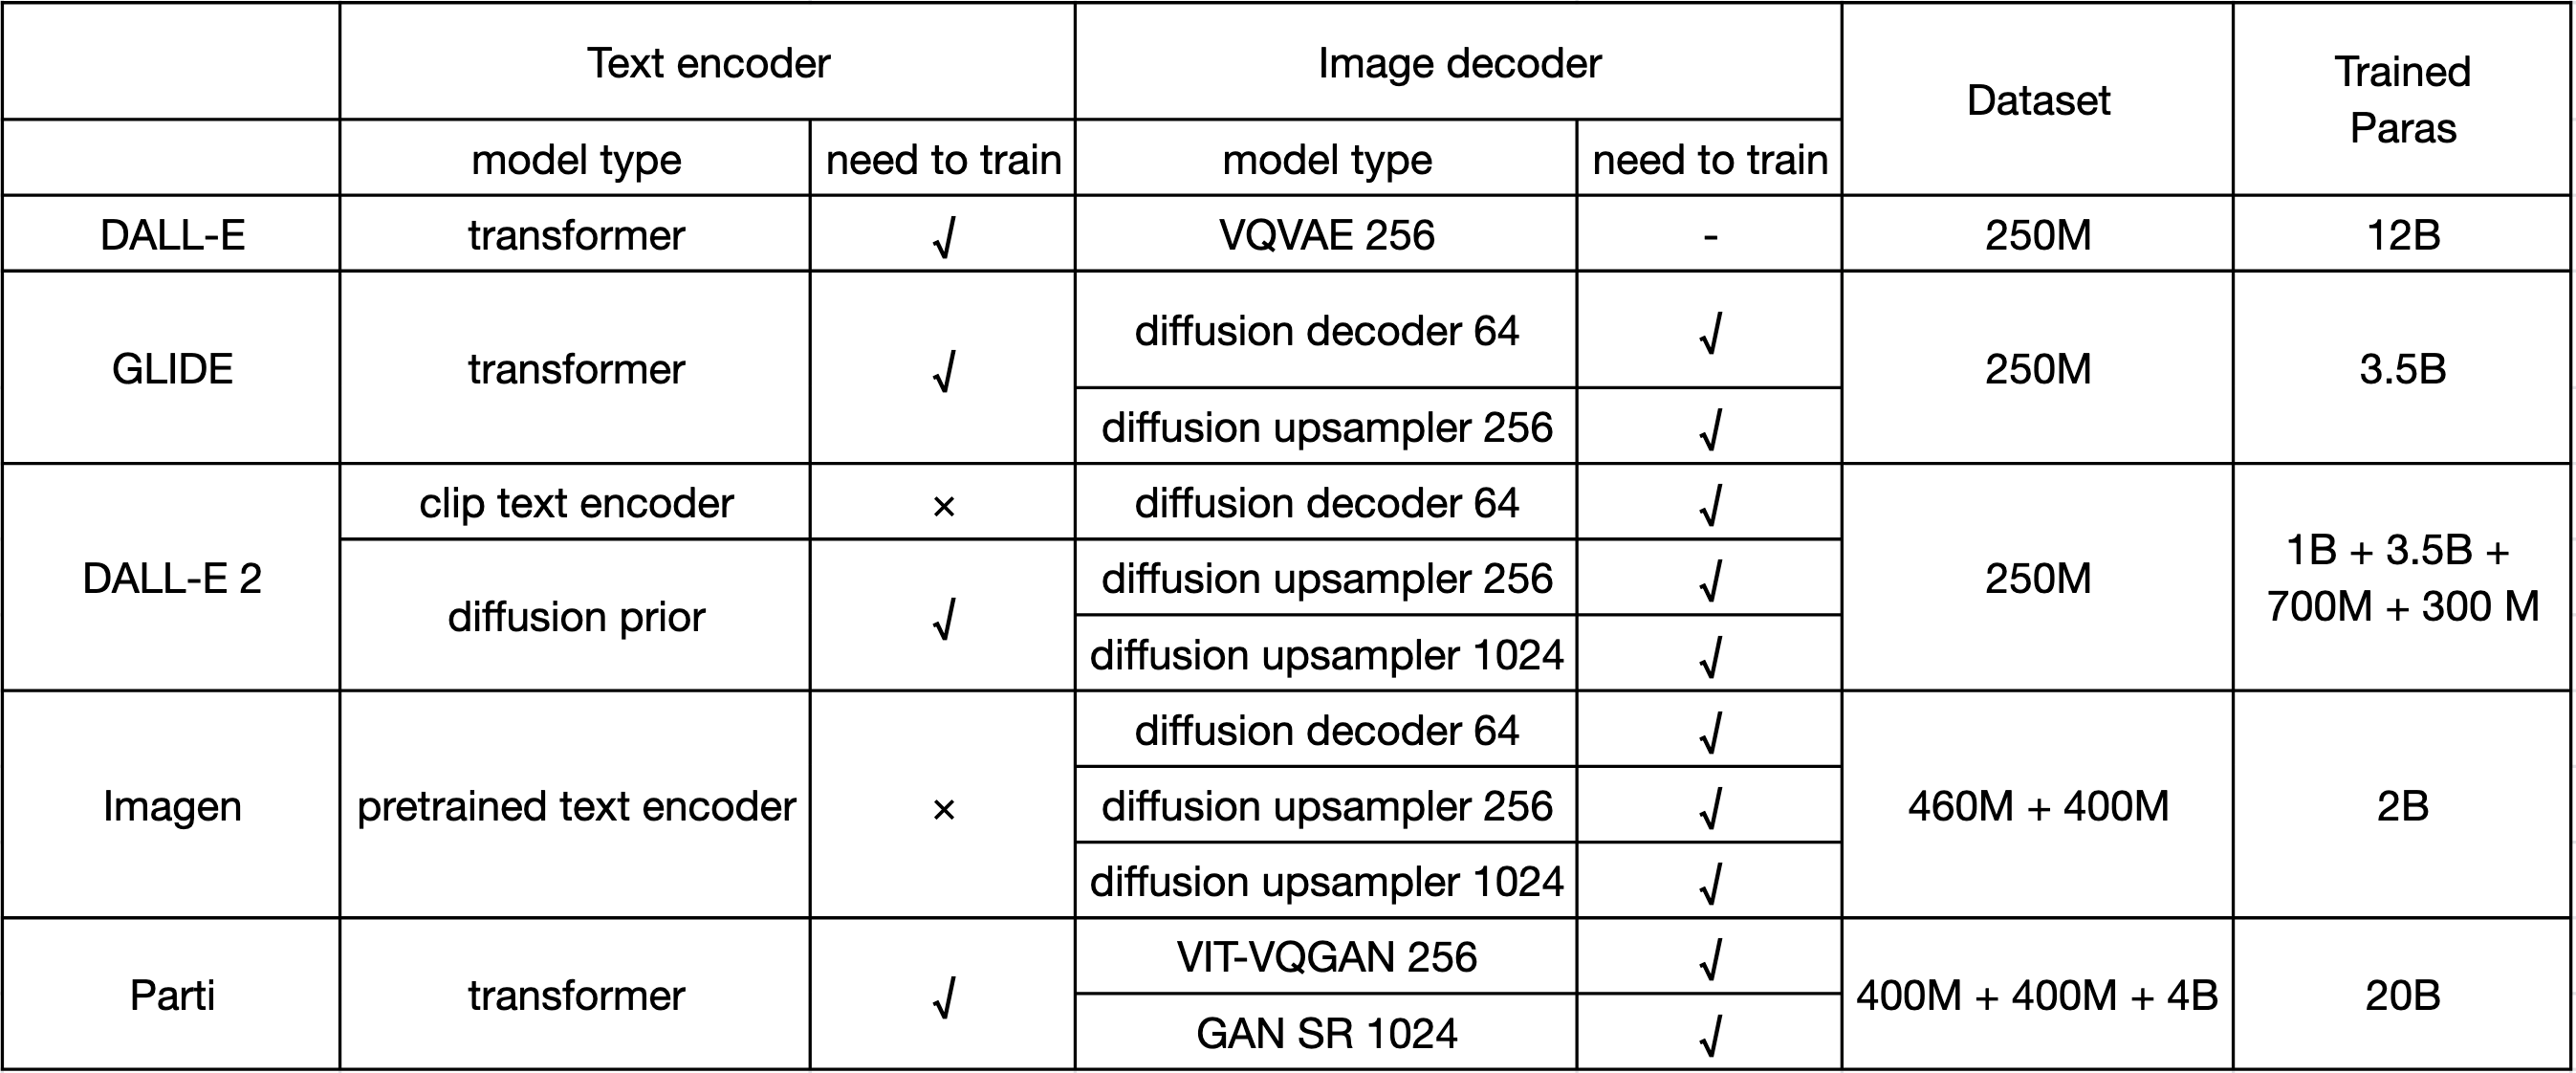 Text encoder
Image decoder
Dataset
Trained
Paras
model type
need to train
model type
need to train
DALL-E
transformer
√
VQVAE 256
-
250M
12B
GLIDE
transformer
√
diffusion decoder 64
√
diffusion upsampler 256
√
250M
3.5B
DALL-E 2
clip text encoder
×
diffusion prior
√
diffusion decoder 64
√
diffusion upsampler 256
√
diffusion upsampler 1024
√
250M
1B + 3.5B +
700M + 300 M
Imagen
pretrained text encoder
×
diffusion decoder 64
√
diffusion upsampler 256
√
diffusion upsampler 1024
√
460M + 400M
2B
Parti
transformer
√
VIT-VQGAN 256
√
GAN SR 1024
√
400M + 400M + 4B
20B